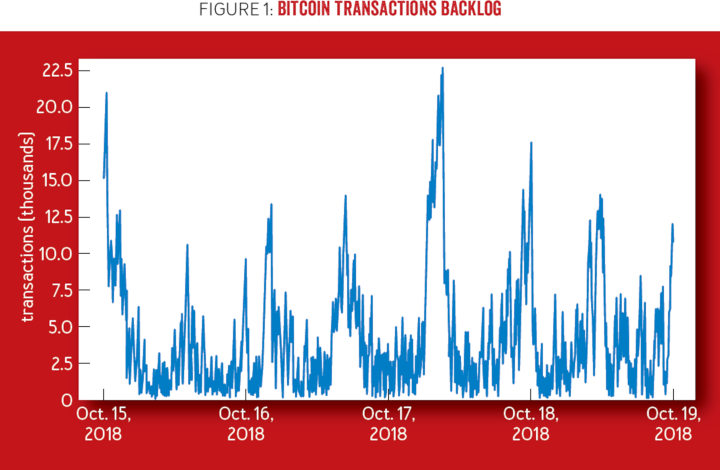 FIGURE 1: BITCOIN TRANSACTIONS BACKLOG
transactions (thousands)
22.5
20.0
17.5
15.0
12.5
10.0
7.5
5.0
2.5
0
Oct. 15, 2018
Oct. 16, 2018
Oct. 17, 2018
Oct. 18, 2018
Oct. 19, 2018